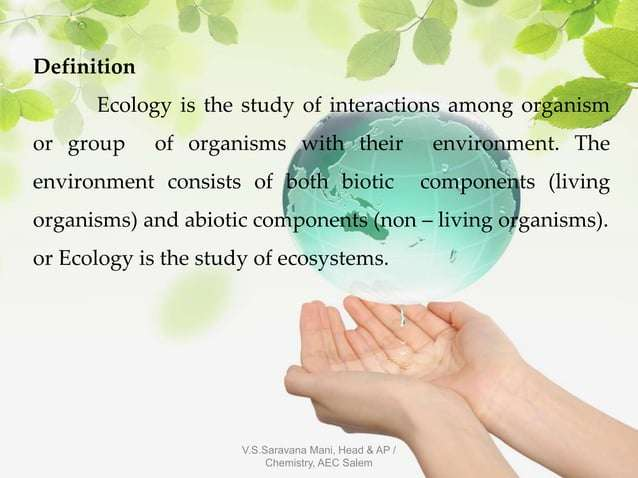 Definition
Ecology is the study of interactions among organism
or group of organisms with their environment. The
environment consists of both biotic components (living
organisms) and abiotic components (non – living organisms).
or Ecology is the study of ecosystems.
V.S.Saravana Mani, Head & AP /
Chemistry, AEC Salem